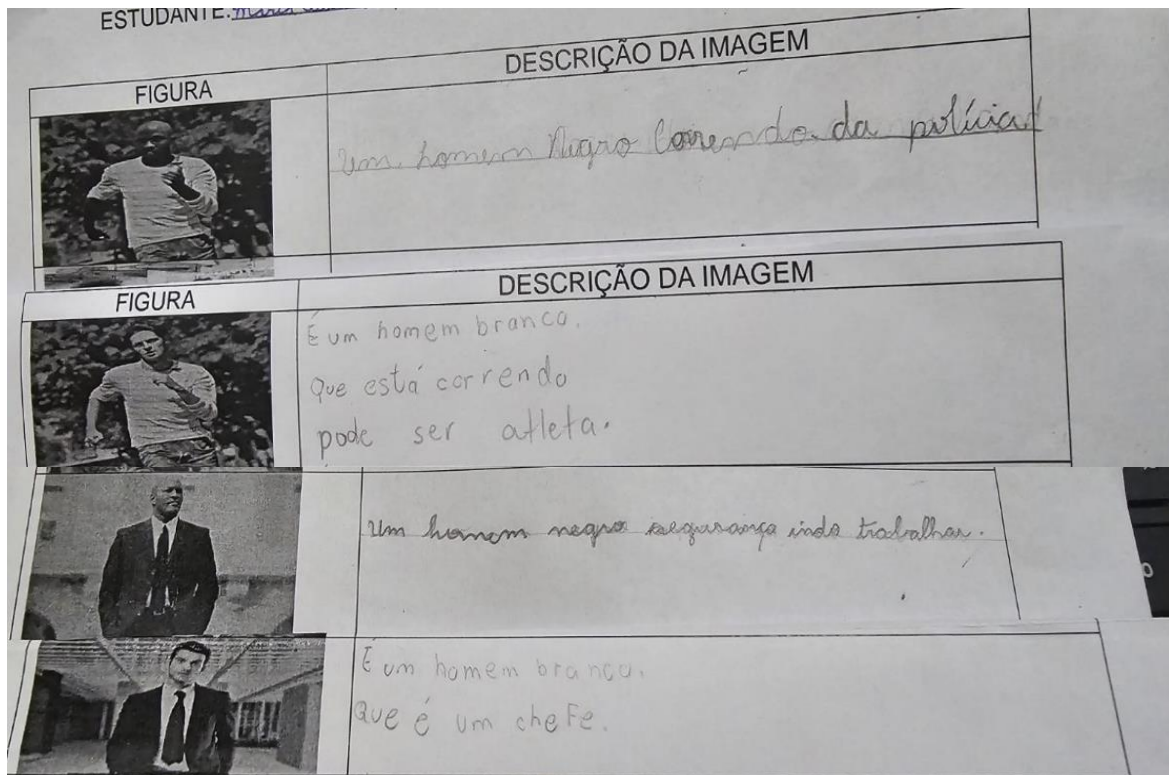 ESTUDANTE: Maria
DESCRIÇÃO DA IMAGEM
FIGURA
Um homem Negro Correndo da polícia!
DESCRIÇÃO DA IMAGEM
FIGURA
É um homem branco.
Que está correndo
pode ser atleta.
Um homem negro segurança indo trabalhar.
É um homem branco.
Que é um chefe.